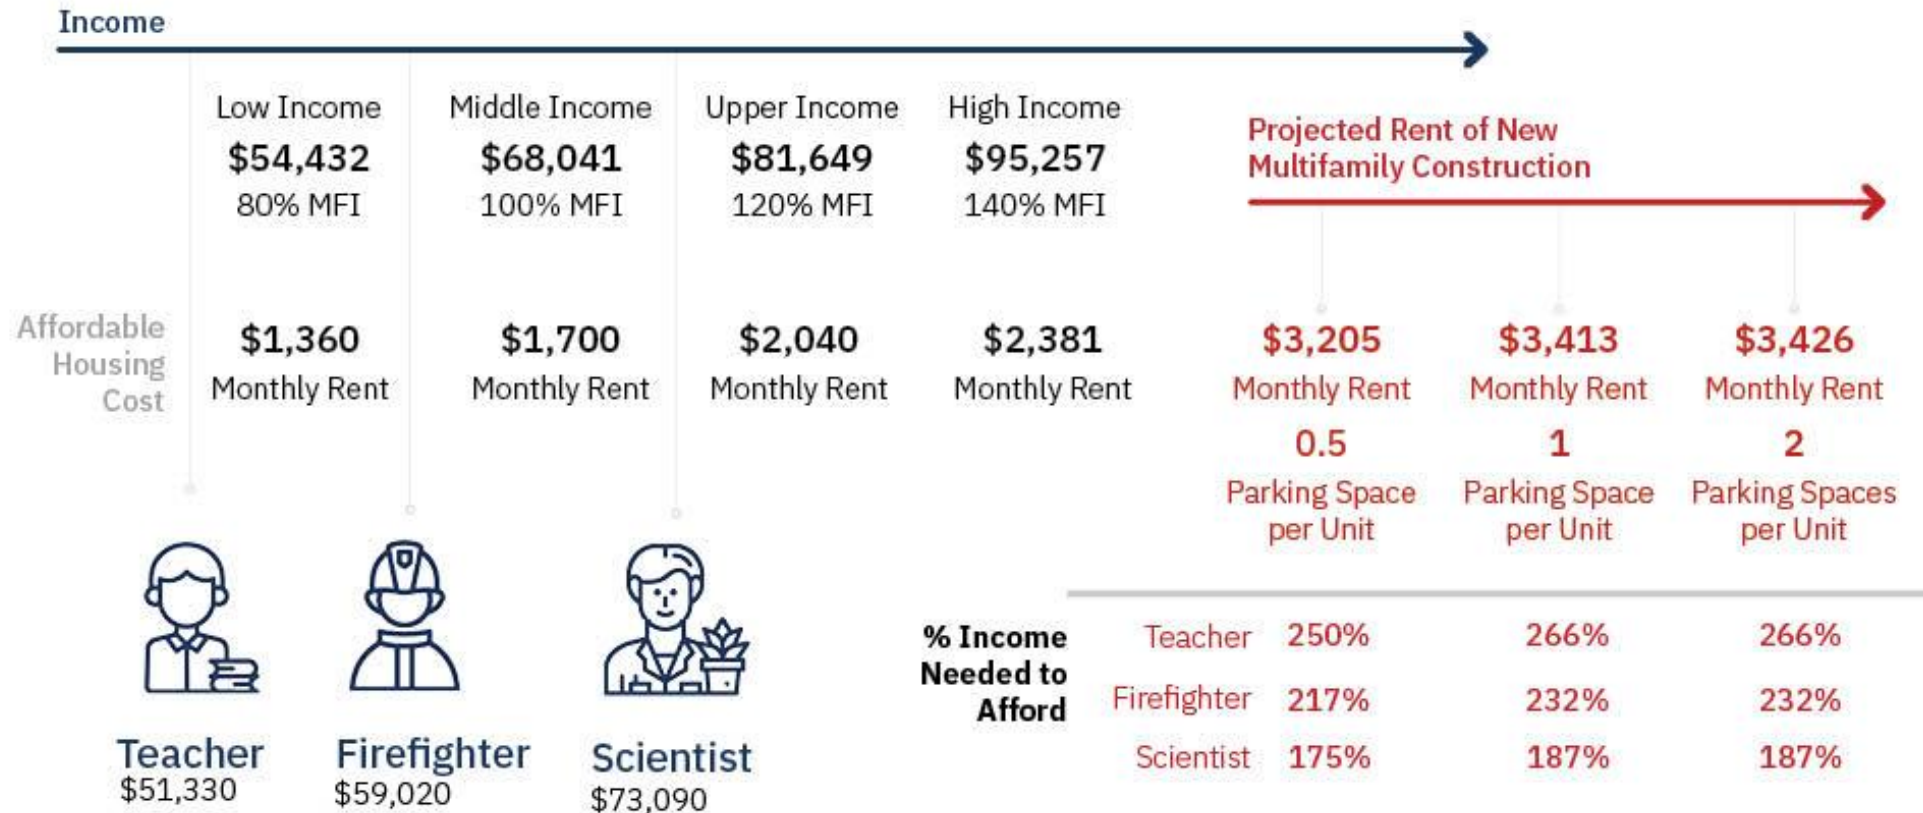 Income
Low Income
$54,432
80% MFI
Middle Income
$68,041
100% MFI
Upper Income
$81,649
120% MFI
High Income
$95,257
140% MFI
Projected Rent of New
Multifamily Construction
Affordable
Housing
Cost
$1,360
Monthly Rent
$1,700
Monthly Rent
$2,040
Monthly Rent
$2,381
Monthly Rent
$3,205
Monthly Rent
0.5
Parking Space
per Unit
$3,413
Monthly Rent
1
Parking Space
per Unit
$3,426
Monthly Rent
2
Parking Spaces
per Unit
Teacher
$51,330
Firefighter
$59,020
Scientist
$73,090
% Income
Needed to
Afford
Teacher 250% 266% 266%
Firefighter 217% 232% 232%
Scientist 175% 187% 187%